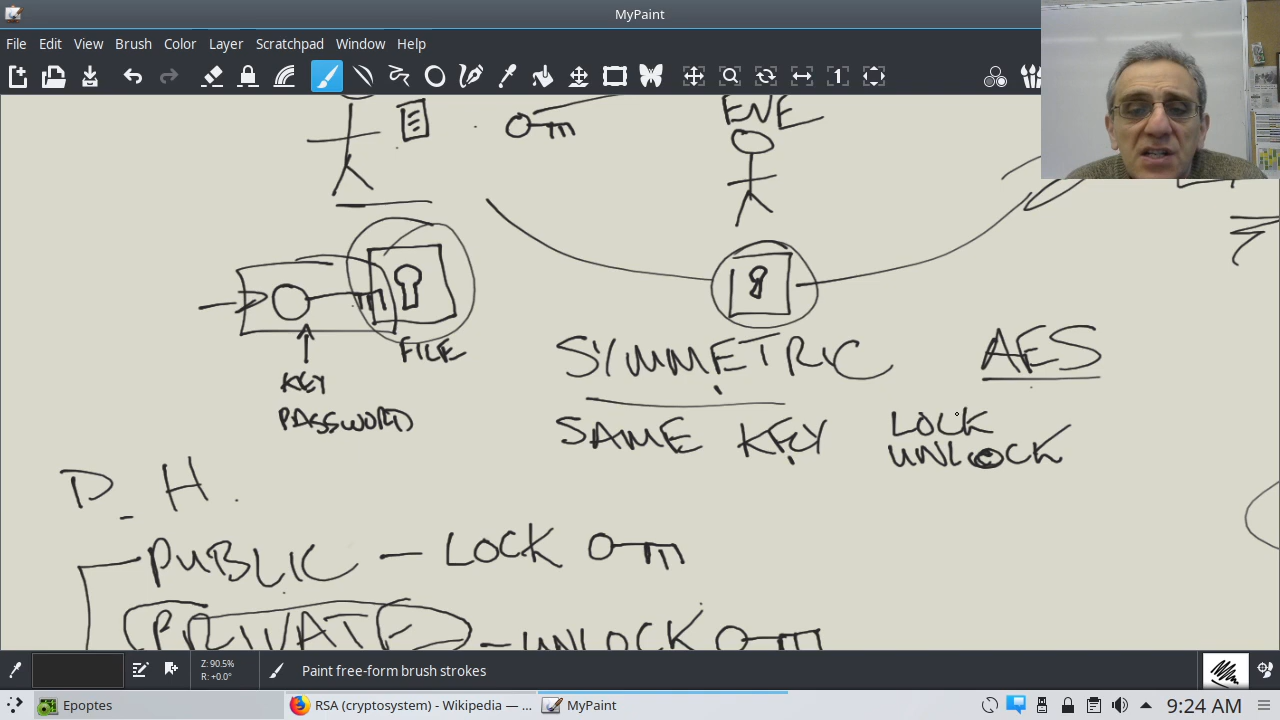 MyPaint
File Edit View Brush Color Layer Scratchpad Window Help
EVE
FILE
KEY
PASSWORD
SYMMETRIC AES
SAME KEY LOCK
UNLOCK
D_H.
PUBLIC - LOCK
PRIVATE - UNLOCK
Z: 90.5%
R: +0.0°
Paint free-form brush strokes
Epoptes RSA (cryptosystem) - Wikipedia — ... MyPaint 9:24 AM